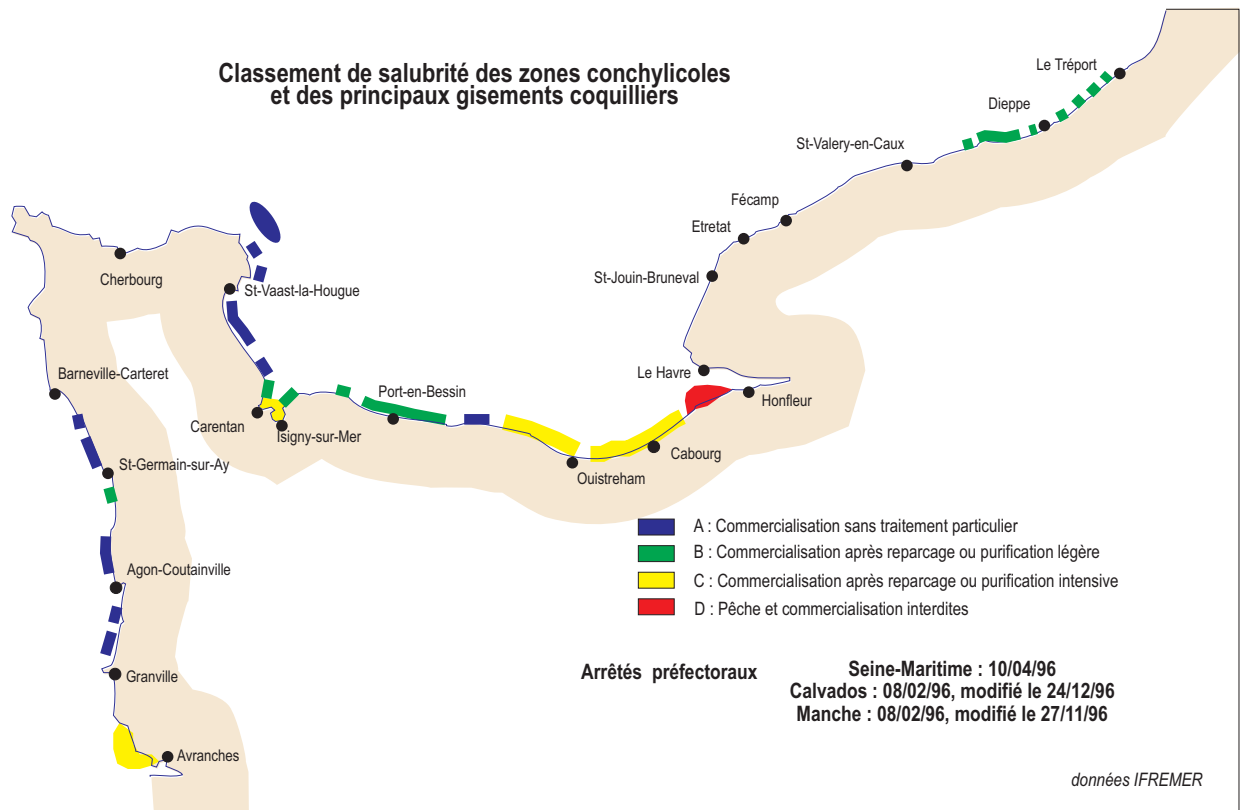 Classement de salubrité des zones conchylicoles
et des principaux gisements coquilliers
Le Tréport
Dieppe
St-Valery-en-Caux
Fécamp
Etretat
St-Jouin-Bruneval
Cherbourg
St-Vaast-la-Hougue
Barneville-Carteret
Le Havre
Honfleur
Port-en-Bessin
Carentan
Isigny-sur-Mer
Cabourg
Ouistreham
St-Germain-sur-Ay
Agon-Coutainville
Granville
Avranches
A : Commercialisation sans traitement particulier
B : Commercialisation après reparcage ou purification légère
C : Commercialisation après reparcage ou purification intensive
D : Pêche et commercialisation interdites
Arrêtés préfectoraux
Seine-Maritime : 10/04/96
Calvados : 08/02/96, modifié le 24/12/96
Manche : 08/02/96, modifié le 27/11/96
données IFREMER